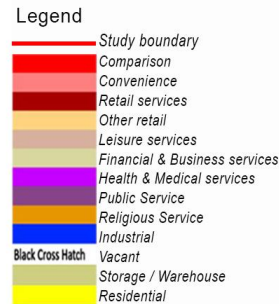 Legend
Study boundary
Comparison
Convenience
Retail services
Other retail
Leisure services
Financial & Business services
Health & Medical services
Public Service
Religious Service
Industrial
Black Cross Hatch Vacant
Storage / Warehouse
Residential